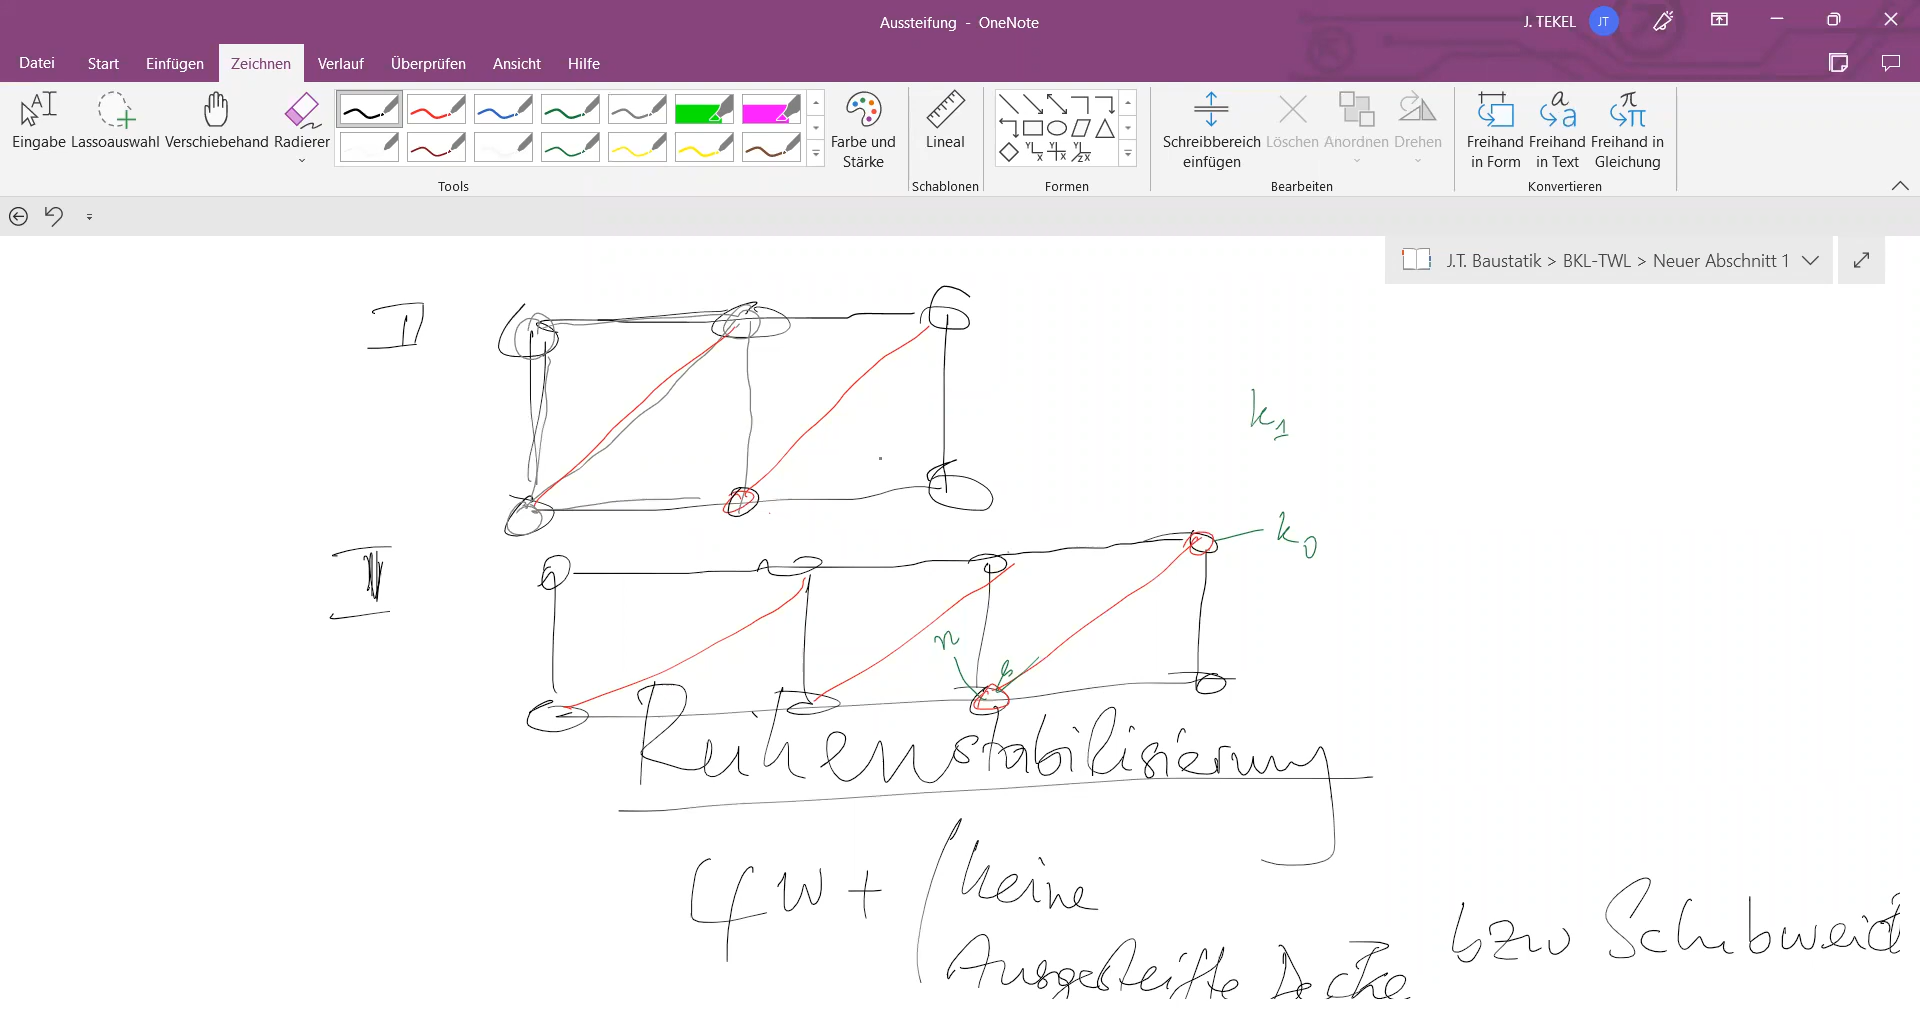 Aussteifung - OneNote
J. TEKEL JT
Datei Start Einfügen Zeichnen Verlauf Überprüfen Ansicht Hilfe
Eingabe Lassoauswahl Verschiebehand Radierer Farbe und Stärke Lineal Schreibbereich einfügen Löschen Anordnen Drehen Freihand in Form Freihand in Text Freihand in Gleichung
Tools Schablonen Formen Bearbeiten Konvertieren
J.T. Baustatik > BKL-TWL > Neuer Abschnitt 1
I
k1
k0
II
n
s
Reihenstabilisierung
4 W + (keine
Ausgesteifte Decke
bzw Schubweich